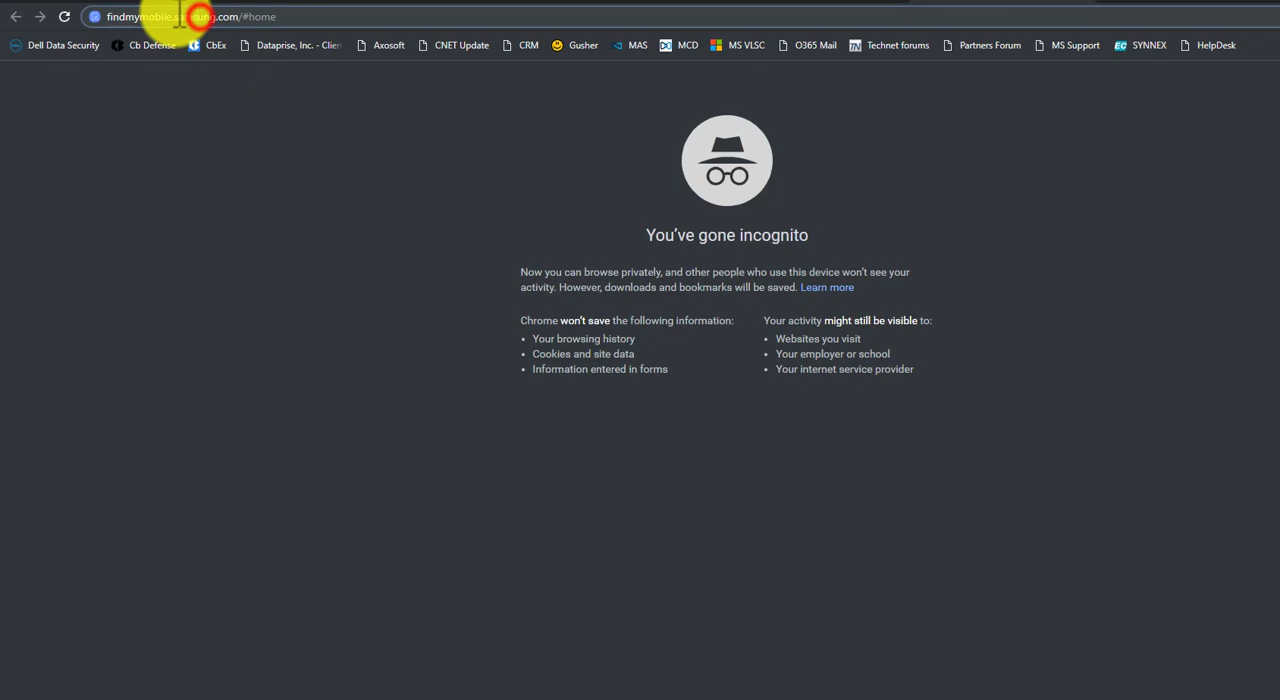 findmymobile.samsung.com/#home
Dell Data Security Cb Defense CbEx Dataprise, Inc. - Clien Axosoft CNET Update CRM Gusher MAS MCD MS VLSC O365 Mail Technet forums Partners Forum MS Support SYNNEX HelpDesk
You've gone incognito
Now you can browse privately, and other people who use this device won't see your
activity. However, downloads and bookmarks will be saved. Learn more
Chrome won't save the following information:
• Your browsing history
• Cookies and site data
• Information entered in forms
Your activity might still be visible to:
• Websites you visit
• Your employer or school
• Your internet service provider